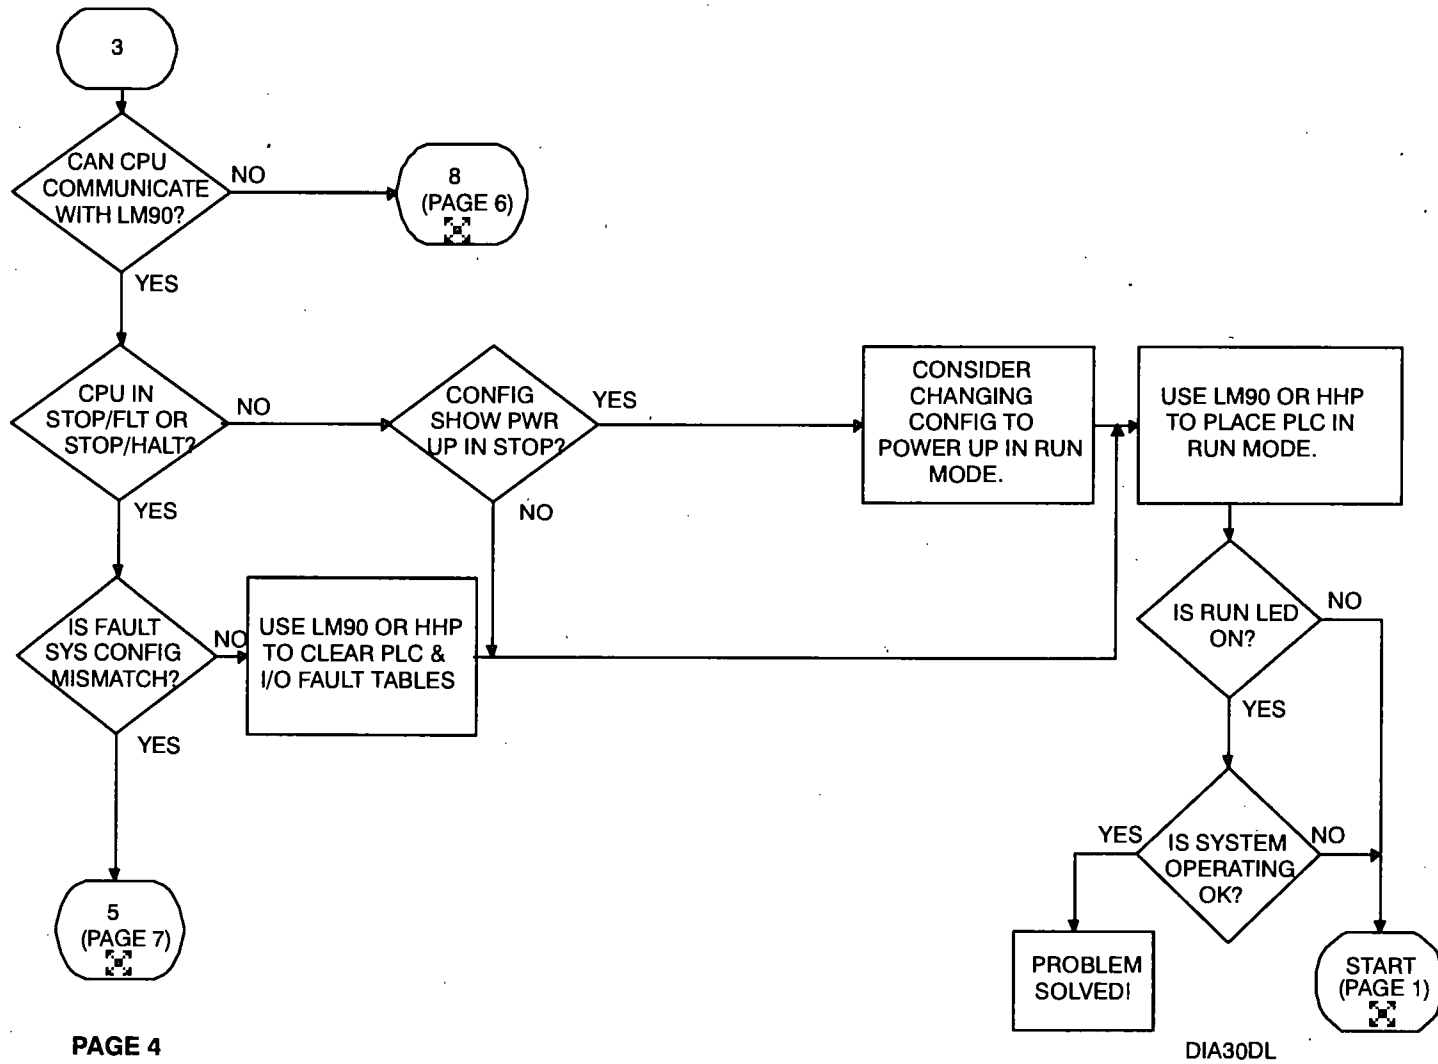 3
CAN CPU
COMMUNICATE
WITH LM90?
NO
8
(PAGE 6)
YES
CPU IN
STOP/FLT OR
STOP/HALT?
NO
CONFIG
SHOW PWR
UP IN STOP?
YES
CONSIDER
CHANGING
CONFIG TO
POWER UP IN RUN
MODE.
USE LM90 OR HHP
TO PLACE PLC IN
RUN MODE.
YES
NO
IS FAULT
SYS CONFIG
MISMATCH?
NO
USE LM90 OR HHP
TO CLEAR PLC &
I/O FAULT TABLES
IS RUN LED
ON?
NO
YES
YES
IS SYSTEM
OPERATING
OK?
YES
NO
5
(PAGE 7)
PROBLEM
SOLVED!
START
(PAGE 1)
PAGE 4
DIA30DL